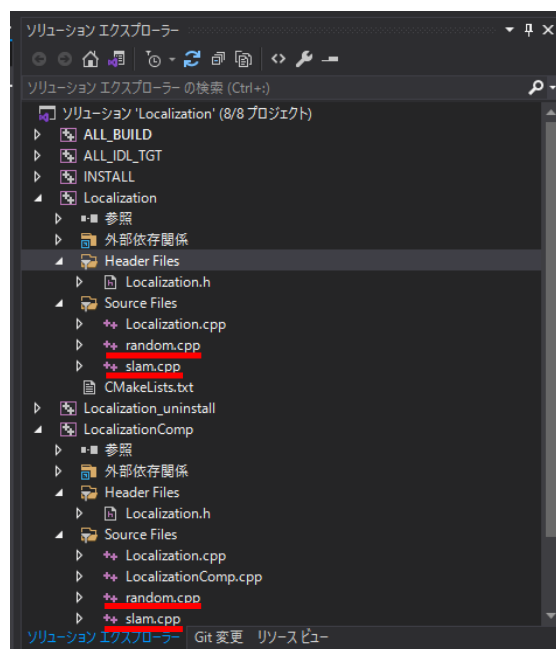 ソリューション エクスプローラー
ソリューション エクスプローラー の検索 (Ctrl+:)
ソリューション 'Localization' (8/8 プロジェクト)
ALL_BUILD
ALL_IDL_TGT
INSTALL
Localization
参照
外部依存関係
Header Files
Localization.h
Source Files
Localization.cpp
random.cpp
slam.cpp
CMakeLists.txt
Localization_uninstall
LocalizationComp
参照
外部依存関係
Header Files
Localization.h
Source Files
Localization.cpp
LocalizationComp.cpp
random.cpp
slam.cpp
ソリューション エクスプローラー Git 変更 リソース ビュー